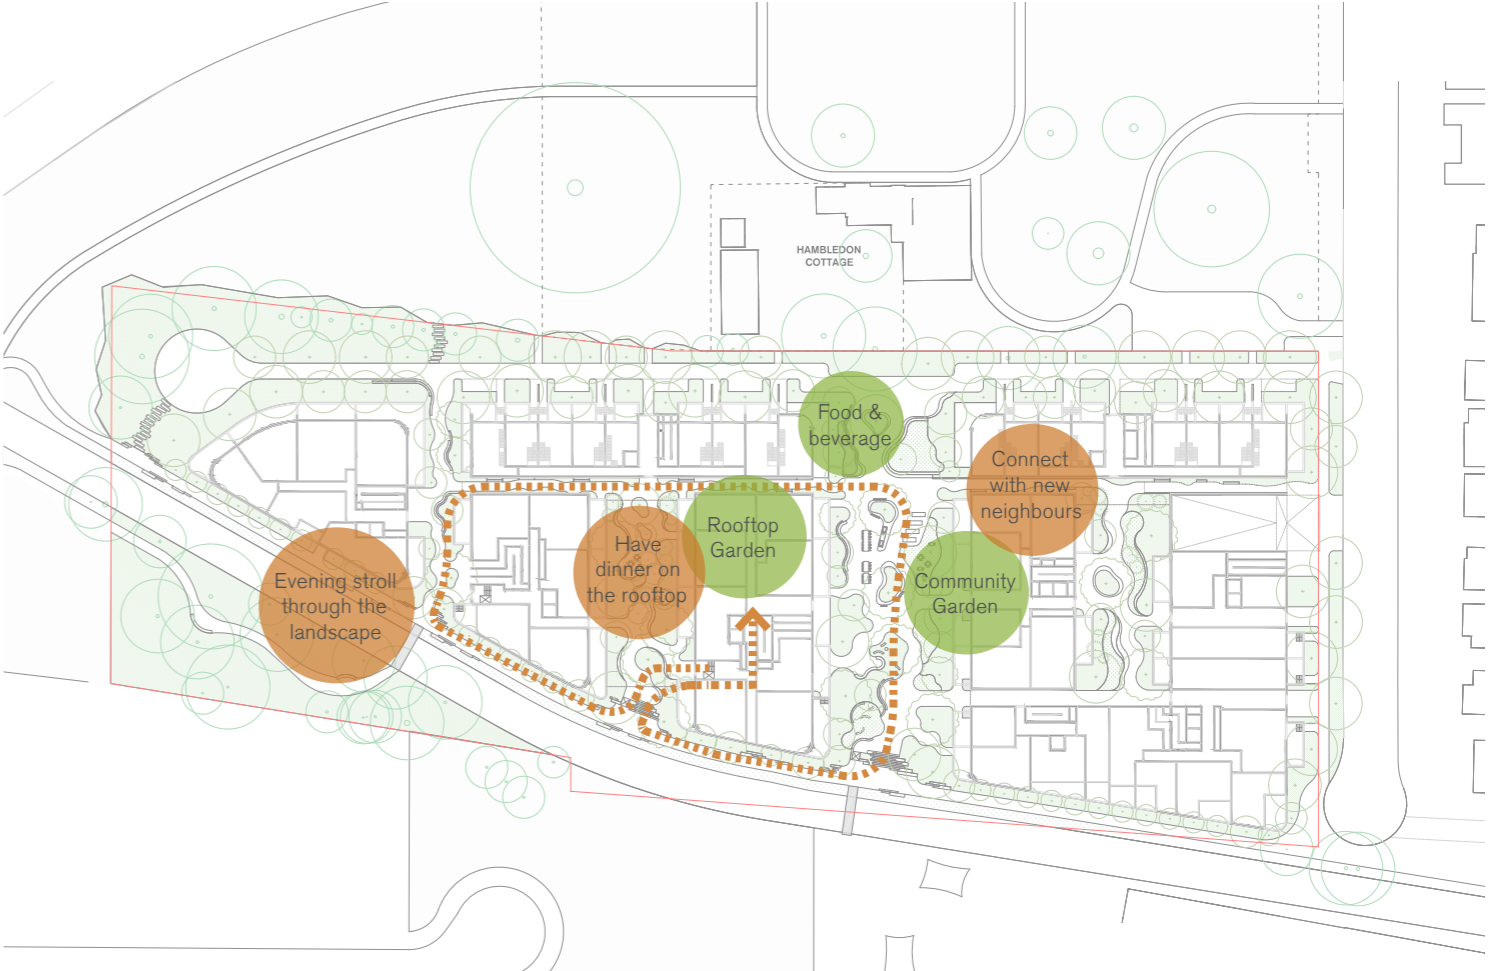 HAMBLEDON
COTTAGE
Food &
beverage
Connect
with new
neighbours
Rooftop
Garden
Have
dinner on
the rooftop
Community
Garden
Evening stroll
through the
landscape